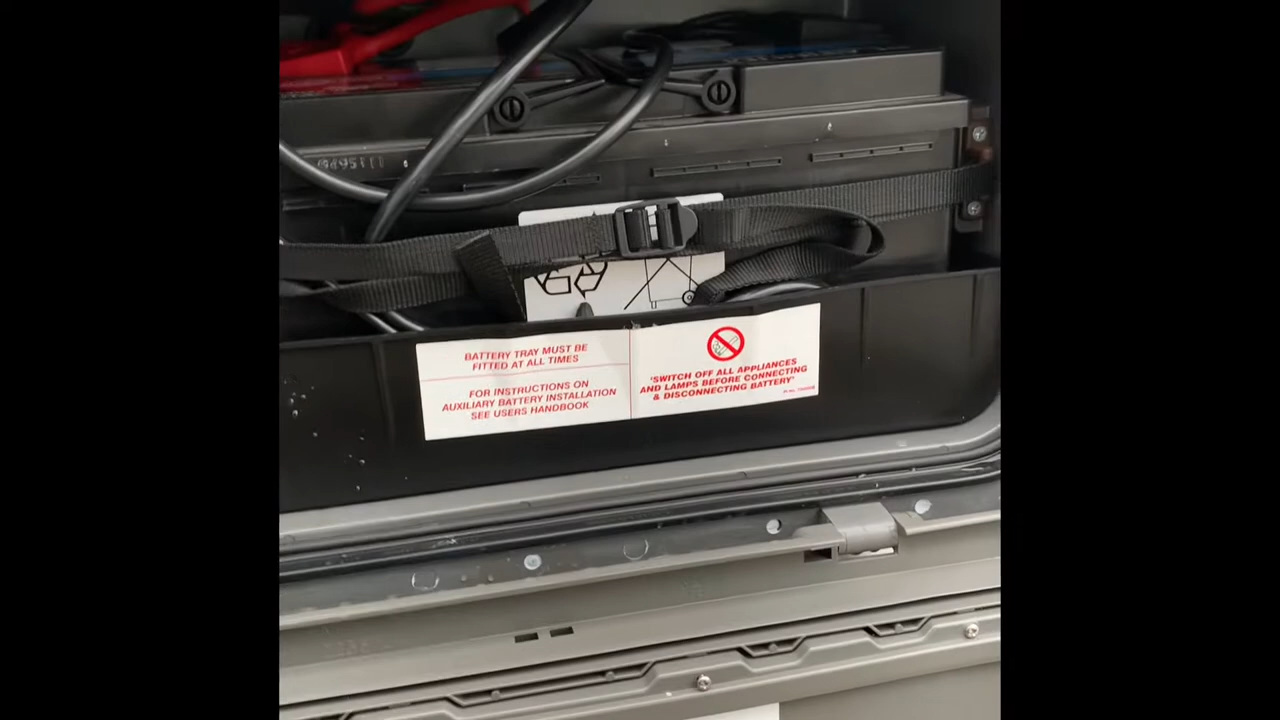 BATTERY TRAY MUST BE
FITTED AT ALL TIMES
FOR INSTRUCTIONS ON
AUXILIARY BATTERY INSTALLATION
SEE USERS HANDBOOK
'SWITCH OFF ALL APPLIANCES
AND LAMPS BEFORE CONNECTING
& DISCONNECTING BATTERY'